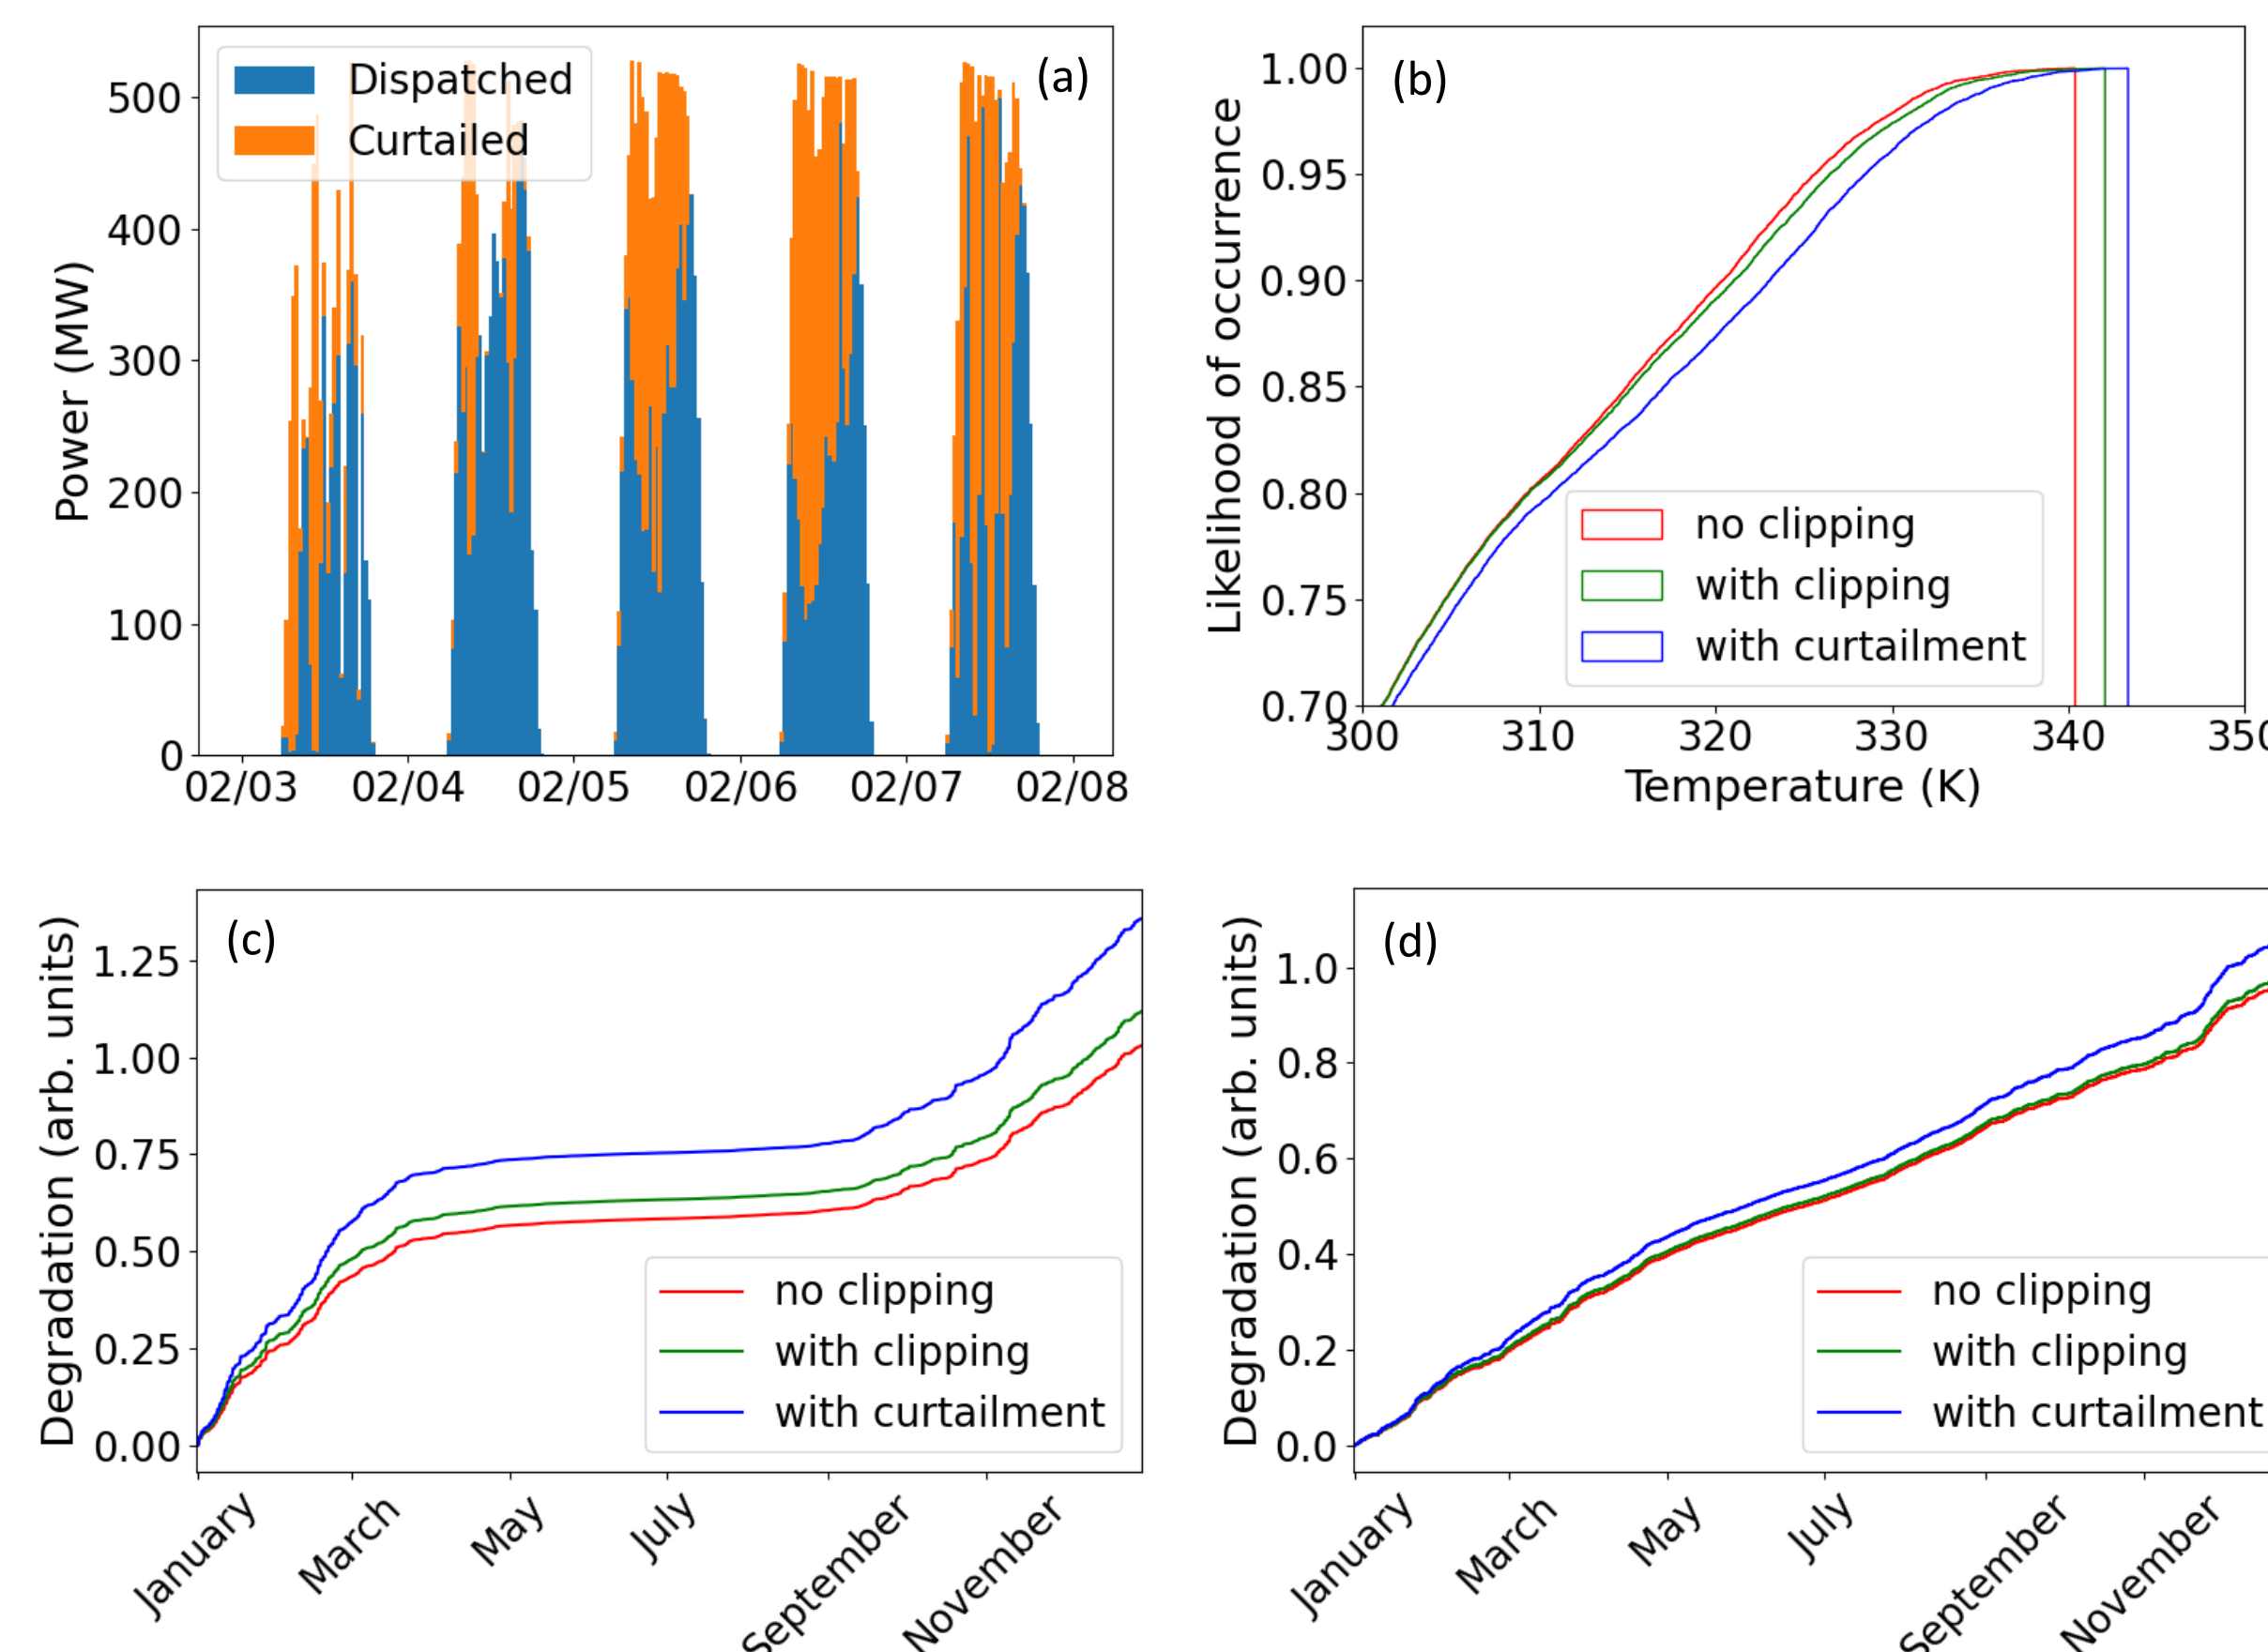 Dispatched
Curtailed
(a)
Power (MW)
500
400
300
200
100
0
02/03 02/04 02/05 02/06 02/07 02/08
(b)
Likelihood of occurrence
1.00
0.95
0.90
0.85
0.80
0.75
0.70
no clipping
with clipping
with curtailment
300 310 320 330 340 350
Temperature (K)
(c)
Degradation (arb. units)
1.25
1.00
0.75
0.50
0.25
0.00
no clipping
with clipping
with curtailment
January March May July September November
(d)
Degradation (arb. units)
1.0
0.8
0.6
0.4
0.2
0.0
no clipping
with clipping
with curtailment
January March May July September November